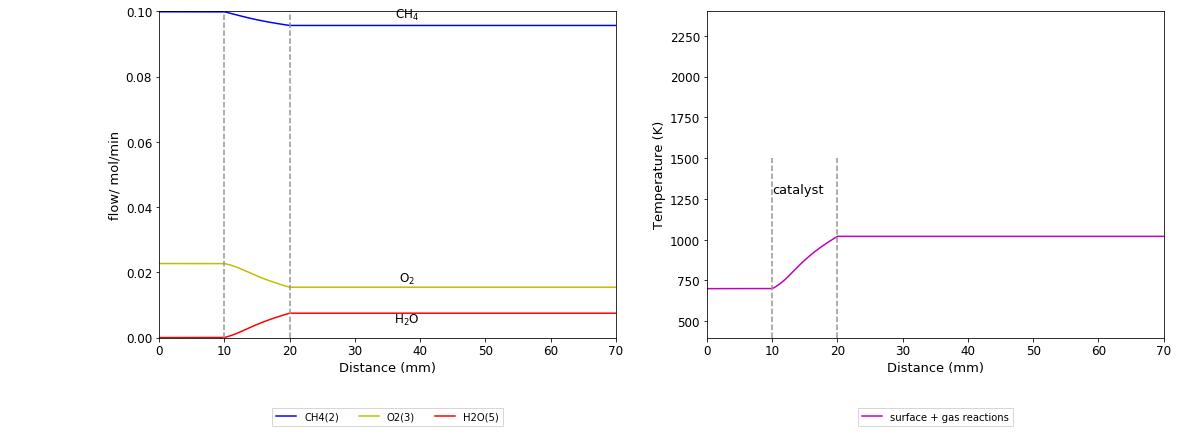 flow/ mol/min
0.10
0.08
0.06
0.04
0.02
0.00
CH₄
O₂
H₂O
0 10 20 30 40 50 60 70
Distance (mm)
CH4(2) O2(3) H2O(5)
Temperature (K)
2250
2000
1750
1500
1250
1000
750
500
catalyst
0 10 20 30 40 50 60 70
Distance (mm)
surface + gas reactions